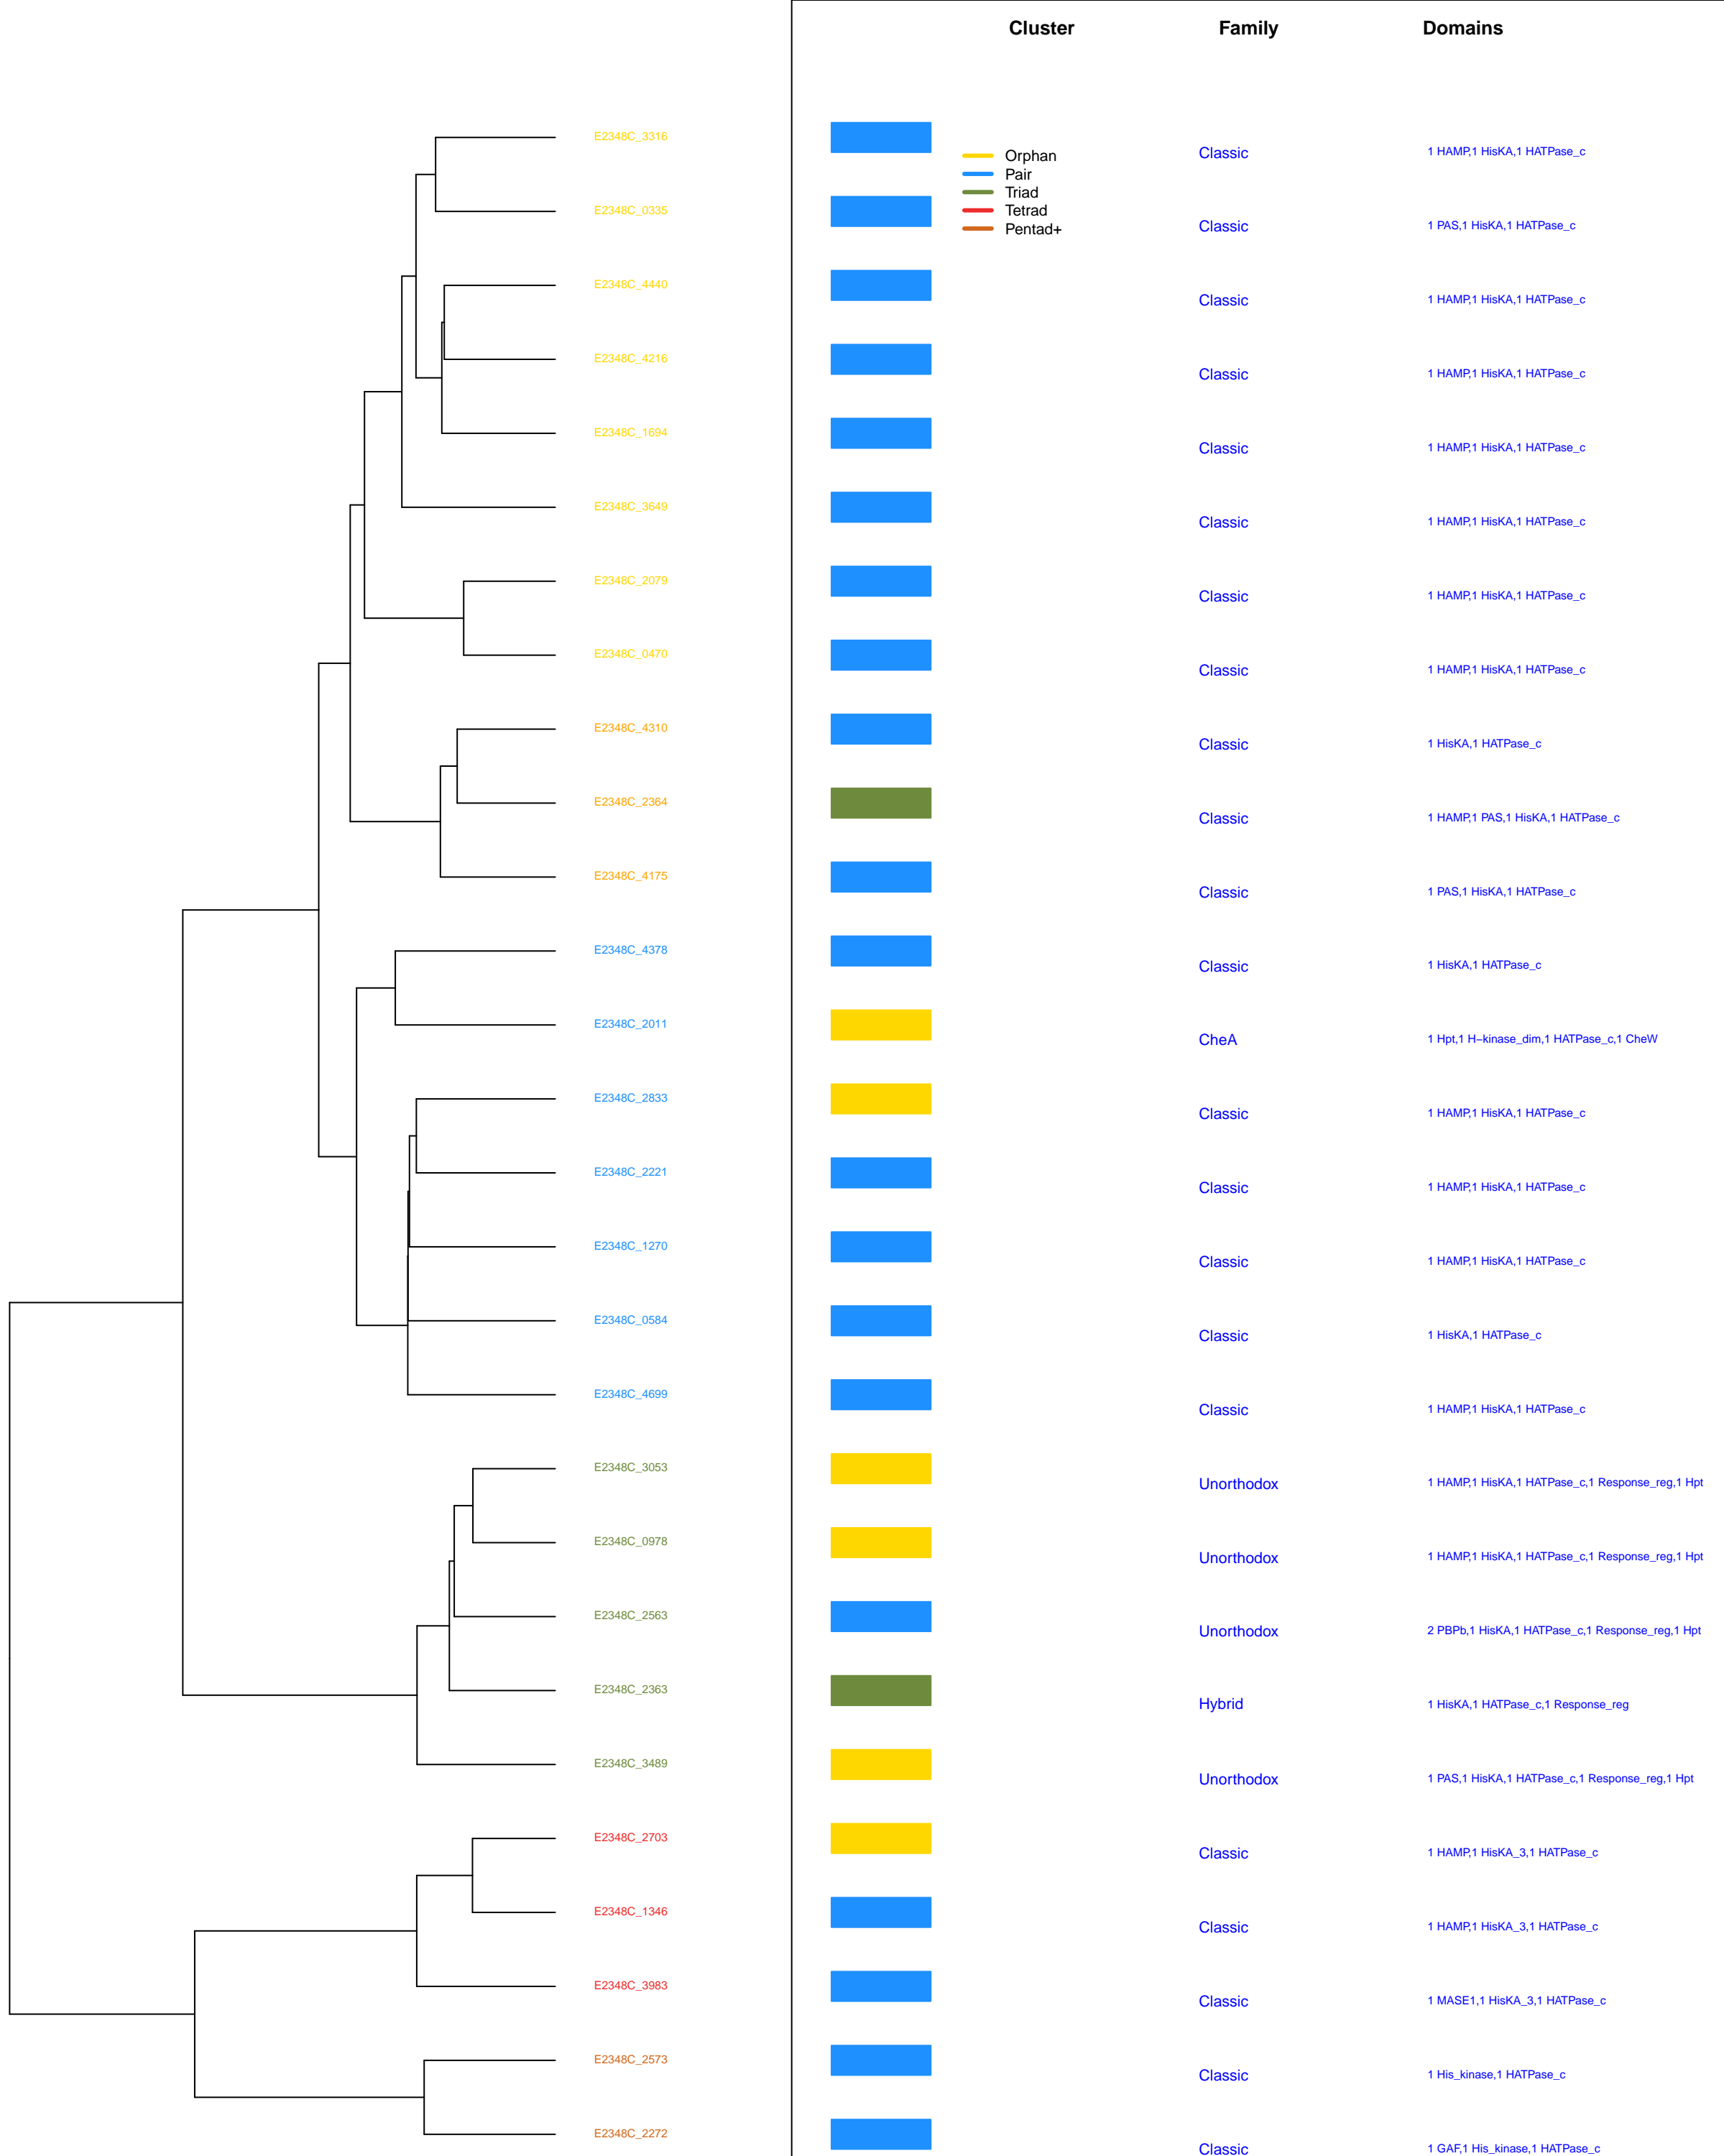 Cluster Family Domains
E2348C_3316 Classic 1 HAMP,1 HisKA,1 HATPase_c
Orphan
Pair
Triad
Tetrad
Pentad+
E2348C_0335 Classic 1 PAS,1 HisKA,1 HATPase_c
E2348C_4440 Classic 1 HAMP,1 HisKA,1 HATPase_c
E2348C_4216 Classic 1 HAMP,1 HisKA,1 HATPase_c
E2348C_1694 Classic 1 HAMP,1 HisKA,1 HATPase_c
E2348C_3649 Classic 1 HAMP,1 HisKA,1 HATPase_c
E2348C_2079 Classic 1 HAMP,1 HisKA,1 HATPase_c
E2348C_0470 Classic 1 HAMP,1 HisKA,1 HATPase_c
E2348C_4310 Classic 1 HisKA,1 HATPase_c
E2348C_2364 Classic 1 HAMP,1 PAS,1 HisKA,1 HATPase_c
E2348C_4175 Classic 1 PAS,1 HisKA,1 HATPase_c
E2348C_4378 Classic 1 HisKA,1 HATPase_c
E2348C_2011 CheA 1 Hpt,1 H−kinase_dim,1 HATPase_c,1 CheW
E2348C_2833 Classic 1 HAMP,1 HisKA,1 HATPase_c
E2348C_2221 Classic 1 HAMP,1 HisKA,1 HATPase_c
E2348C_1270 Classic 1 HAMP,1 HisKA,1 HATPase_c
E2348C_0584 Classic 1 HisKA,1 HATPase_c
E2348C_4699 Classic 1 HAMP,1 HisKA,1 HATPase_c
E2348C_3053 Unorthodox 1 HAMP,1 HisKA,1 HATPase_c,1 Response_reg,1 Hpt
E2348C_0978 Unorthodox 1 HAMP,1 HisKA,1 HATPase_c,1 Response_reg,1 Hpt
E2348C_2563 Unorthodox 2 PBPb,1 HisKA,1 HATPase_c,1 Response_reg,1 Hpt
E2348C_2363 Hybrid 1 HisKA,1 HATPase_c,1 Response_reg
E2348C_3489 Unorthodox 1 PAS,1 HisKA,1 HATPase_c,1 Response_reg,1 Hpt
E2348C_2703 Classic 1 HAMP,1 HisKA_3,1 HATPase_c
E2348C_1346 Classic 1 HAMP,1 HisKA_3,1 HATPase_c
E2348C_3983 Classic 1 MASE1,1 HisKA_3,1 HATPase_c
E2348C_2573 Classic 1 His_kinase,1 HATPase_c
E2348C_2272 Classic 1 GAF,1 His_kinase,1 HATPase_c